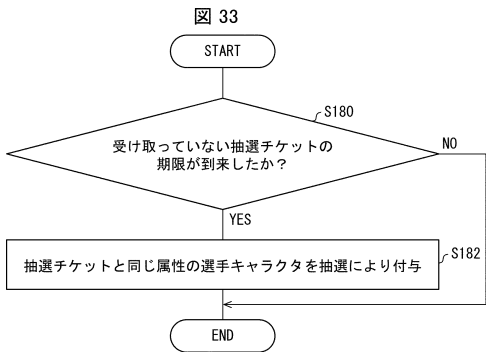 図 33
START
S180
受け取っていない抽選チケットの
期限が到来したか？
NO
YES
抽選チケットと同じ属性の選手キャラクタを抽選により付与
S182
END